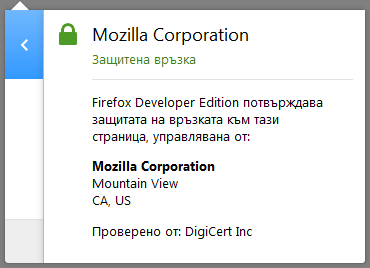 Mozilla Corporation
Защитена връзка
Firefox Developer Edition потвърждава
защитата на връзката към тази
страница, управлявана от:
Mozilla Corporation
Mountain View
CA, US
Проверено от: DigiCert Inc